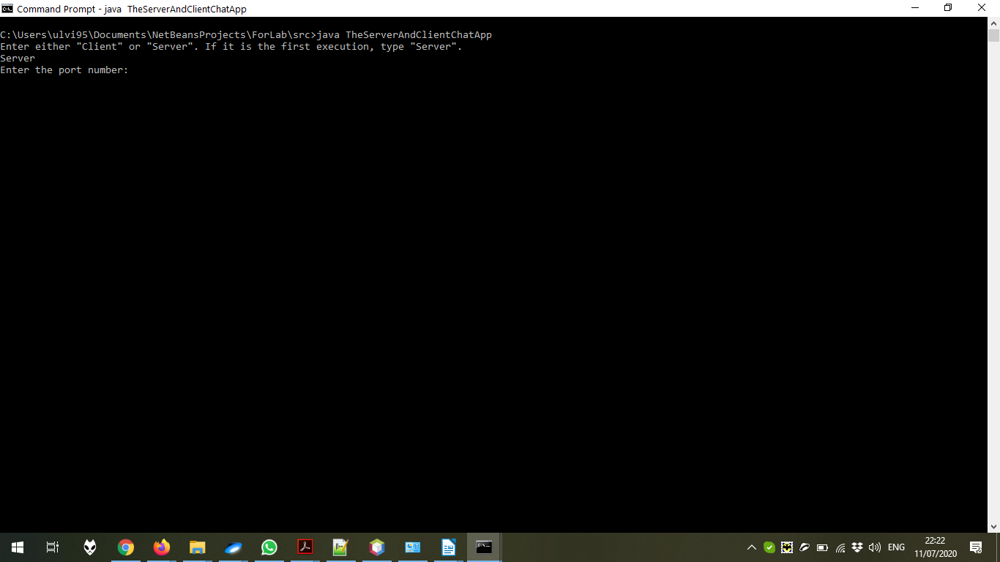 Command Prompt - java  TheServerAndClientChatApp
C:\Users\ulvi95\Documents\NetBeansProjects\ForLab\src>java TheServerAndClientChatApp
Enter either "Client" or "Server". If it is the first execution, type "Server".
Server
Enter the port number:
ENG
22:22
11/07/2020